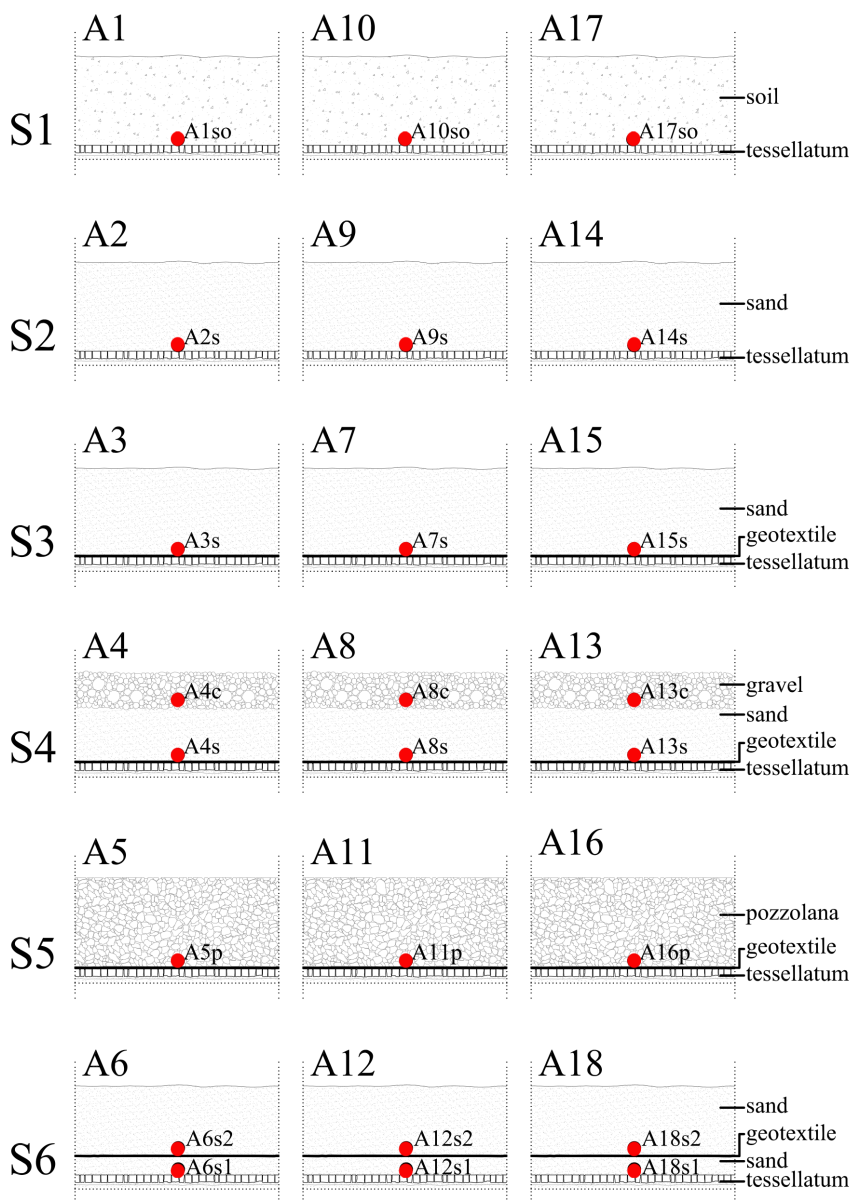 A1 A10 A17
soil
S1
A1so A10so A17so
tessellatum
A2 A9 A14
sand
S2
A2s A9s A14s
tessellatum
A3 A7 A15
sand
S3
A3s A7s A15s
geotextile
tessellatum
A4 A8 A13
A4c A8c A13c
gravel
sand
S4
A4s A8s A13s
geotextile
tessellatum
A5 A11 A16
pozzolana
S5
A5p A11p A16p
geotextile
tessellatum
A6 A12 A18
sand
A6s2 A12s2 A18s2
geotextile
S6
sand
A6s1 A12s1 A18s1
tessellatum